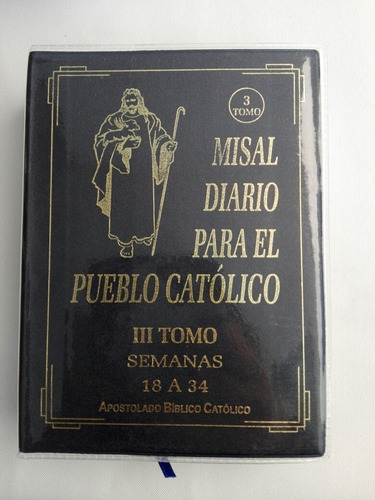 3
TOMO
MISAL
DIARIO
PARA EL
PUEBLO CATÓLICO
III TOMO
SEMANAS
18 A 34
APOSTOLADO BÍBLICO CATÓLICO